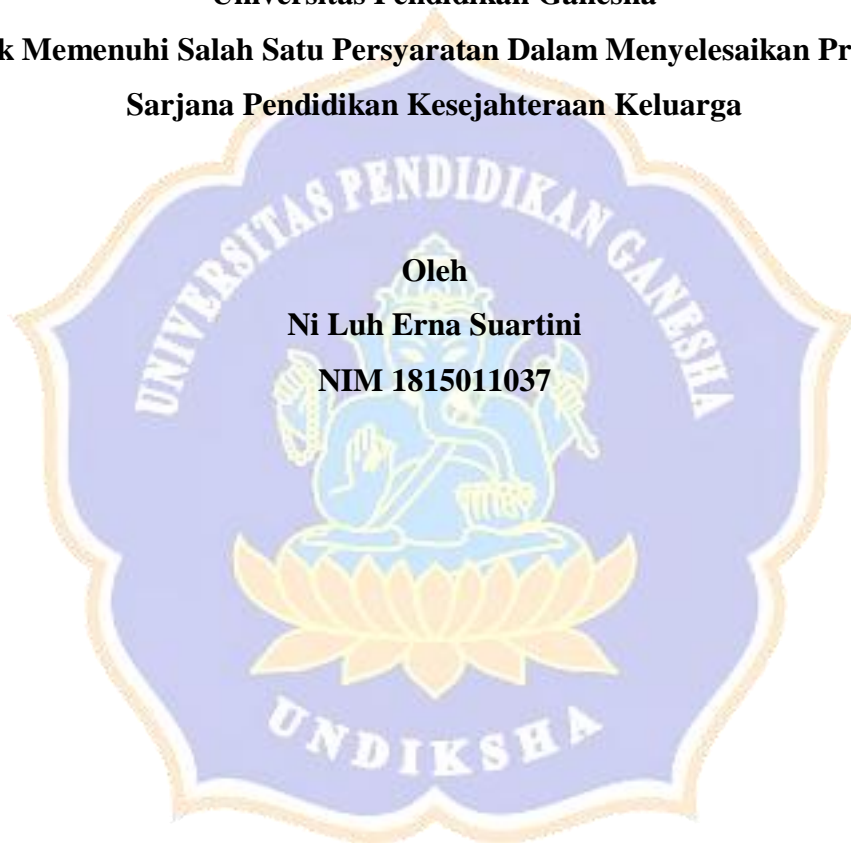 Universitas Pendidikan Ganesha
k Memenuhi Salah Satu Persyaratan Dalam Menyelesaikan Pr
Sarjana Pendidikan Kesejahteraan Keluarga
UNIVERSITAS PENDIDIKAN GANESHA
Oleh
Ni Luh Erna Suartini
NIM 1815011037
UNDIKSHA